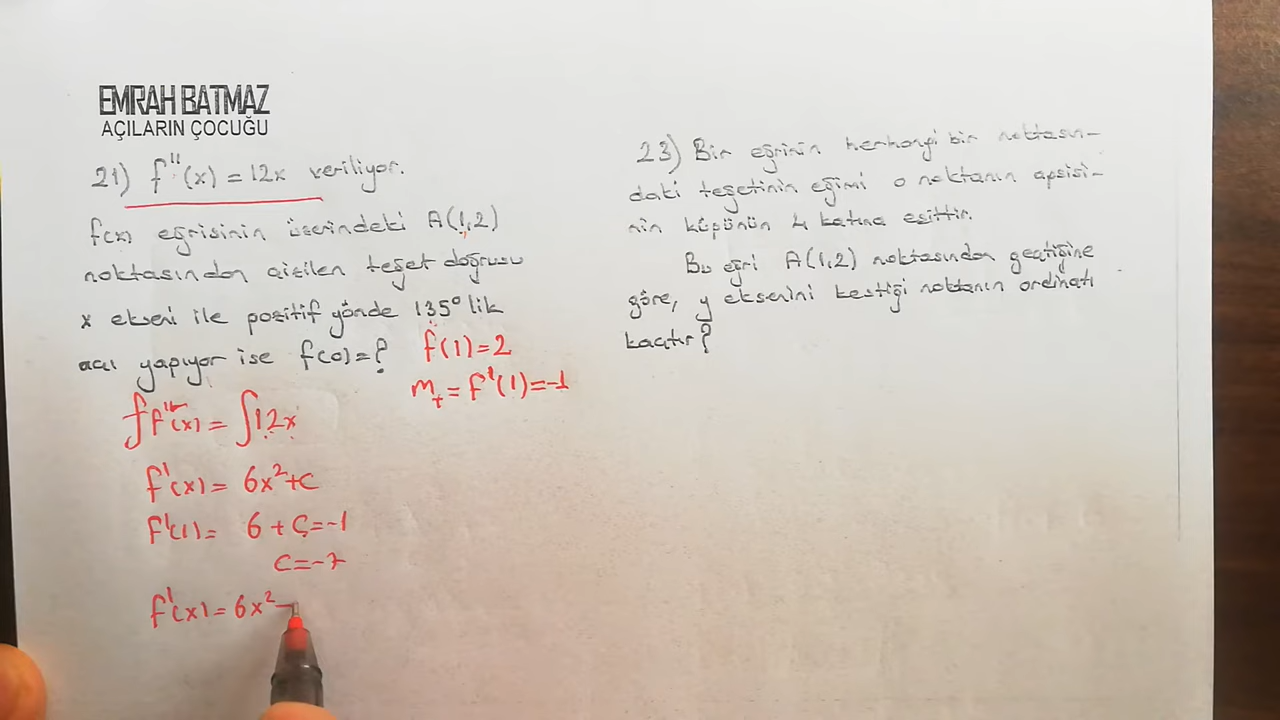 EMRAH BATMAZ
AÇILARIN ÇOCUĞU
21) f''(x) = 12x veriliyor.
f(x) eğrisinin üzerindeki A(1,2)
noktasından çizilen teğet doğrusu
x ekseni ile pozitif yönde 135° lik
açı yapıyor ise f(0)=?
f(1)=2
m_t = f'(1)=-1
∫f''(x) = ∫12x
f'(x) = 6x²+c
f'(1) = 6 + c = -1
c = -7
f'(x) = 6x² -
23) Bir eğrinin herhangi bir noktasın-
daki teğetinin eğimi o noktanın apsisi-
nin küpünün 4 katına eşittir.
Bu eğri A(1,2) noktasından geçtiğine
göre, y eksenini kestiği noktanın ordinatı
kaçtır?